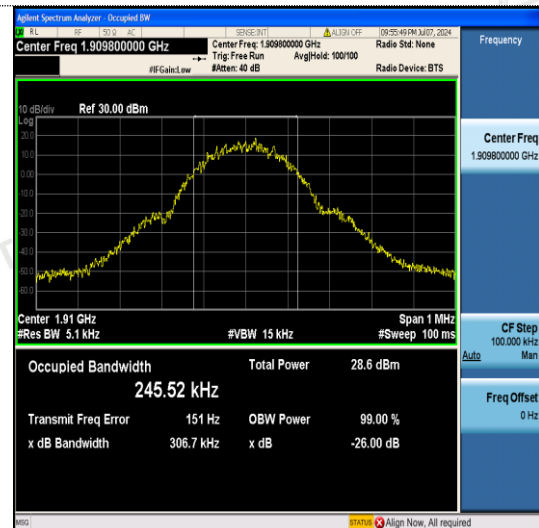 Agilent Spectrum Analyzer - Occupied BW
RL RF 50 Ω AC SENSE:INT ALIGN OFF 09:55:49 PM Jul 07, 2024
Center Freq 1.909800000 GHz
Center Freq: 1.909800000 GHz Radio Std: None
Trig: Free Run Avg|Hold: 100/100
#IFGain:Low #Atten: 40 dB Radio Device: BTS
10 dB/div Ref 30.00 dBm
Log
20.0
10.0
0.00
-10.0
-20.0
-30.0
-40.0
-50.0
-60.0
Center 1.91 GHz Span 1 MHz
#Res BW 5.1 kHz #VBW 15 kHz #Sweep 100 ms
Occupied Bandwidth Total Power 28.6 dBm
245.52 kHz
Transmit Freq Error 151 Hz OBW Power 99.00 %
x dB Bandwidth 306.7 kHz x dB -26.00 dB
Frequency
Center Freq
1.909800000 GHz
CF Step
100.000 kHz
Auto Man
Freq Offset
0 Hz
MSG STATUS Align Now, All required